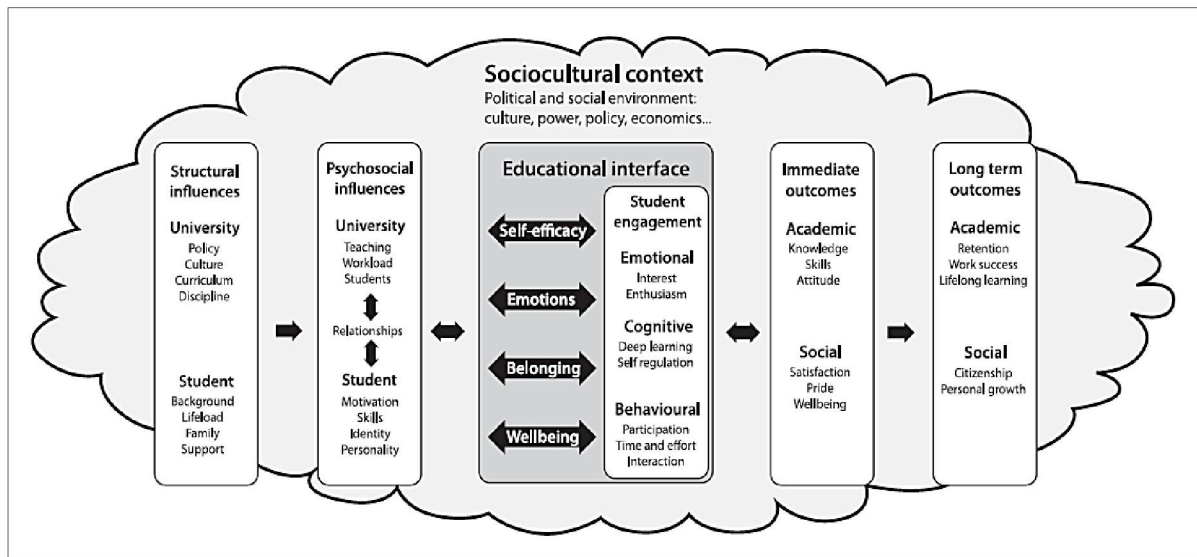 Sociocultural context
Political and social environment:
culture, power, policy, economics...
Structural
influences
University
Policy
Culture
Curriculum
Discipline
Student
Background
Lifeload
Family
Support
Psychosocial
influences
University
Teaching
Workload
Students
Relationships
Student
Motivation
Skills
Identity
Personality
Educational interface
Self-efficacy
Emotions
Belonging
Wellbeing
Student
engagement
Emotional
Interest
Enthusiasm
Cognitive
Deep learning
Self regulation
Behavioural
Participation
Time and effort
Interaction
Immediate
outcomes
Academic
Knowledge
Skills
Attitude
Social
Satisfaction
Pride
Wellbeing
Long term
outcomes
Academic
Retention
Work success
Lifelong learning
Social
Citizenship
Personal growth